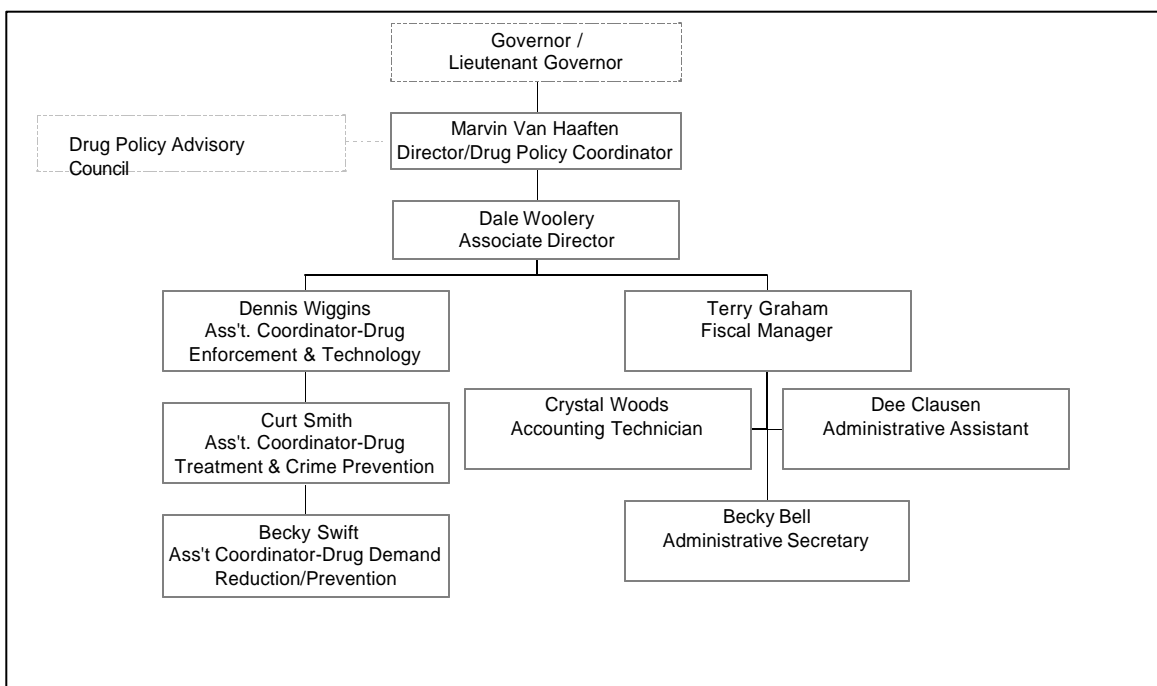 Governor /
Lieutenant Governor
Marvin Van Haaften
Director/Drug Policy Coordinator
Drug Policy Advisory
Council
Dale Woolery
Associate Director
Dennis Wiggins
Ass't. Coordinator-Drug
Enforcement & Technology
Terry Graham
Fiscal Manager
Curt Smith
Ass't. Coordinator-Drug
Treatment & Crime Prevention
Crystal Woods
Accounting Technician
Dee Clausen
Administrative Assistant
Becky Swift
Ass't Coordinator-Drug Demand
Reduction/Prevention
Becky Bell
Administrative Secretary